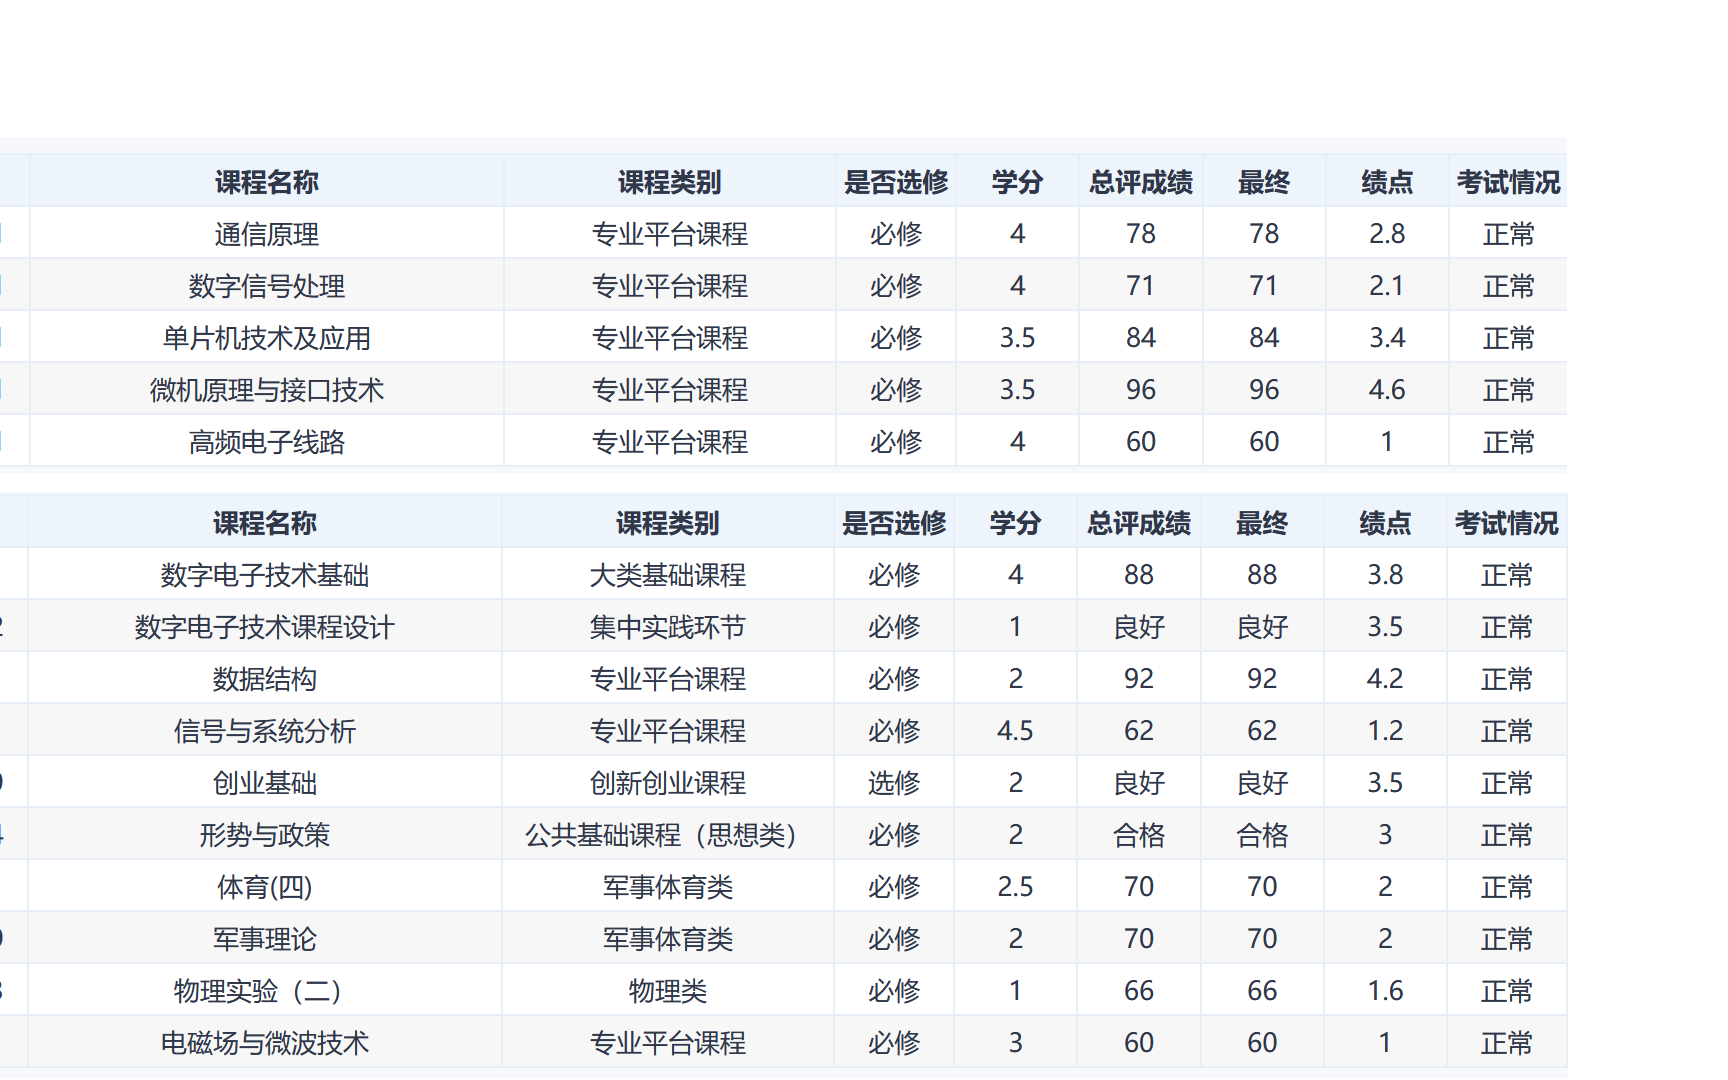 课程名称 课程类别 是否选修 学分 总评成绩 最终 绩点 考试情况
通信原理 专业平台课程 必修 4 78 78 2.8 正常
数字信号处理 专业平台课程 必修 4 71 71 2.1 正常
单片机技术及应用 专业平台课程 必修 3.5 84 84 3.4 正常
微机原理与接口技术 专业平台课程 必修 3.5 96 96 4.6 正常
高频电子线路 专业平台课程 必修 4 60 60 1 正常
课程名称 课程类别 是否选修 学分 总评成绩 最终 绩点 考试情况
数字电子技术基础 大类基础课程 必修 4 88 88 3.8 正常
数字电子技术课程设计 集中实践环节 必修 1 良好 良好 3.5 正常
数据结构 专业平台课程 必修 2 92 92 4.2 正常
信号与系统分析 专业平台课程 必修 4.5 62 62 1.2 正常
创业基础 创新创业课程 选修 2 良好 良好 3.5 正常
形势与政策 公共基础课程（思想类） 必修 2 合格 合格 3 正常
体育(四) 军事体育类 必修 2.5 70 70 2 正常
军事理论 军事体育类 必修 2 70 70 2 正常
物理实验（二） 物理类 必修 1 66 66 1.6 正常
电磁场与微波技术 专业平台课程 必修 3 60 60 1 正常